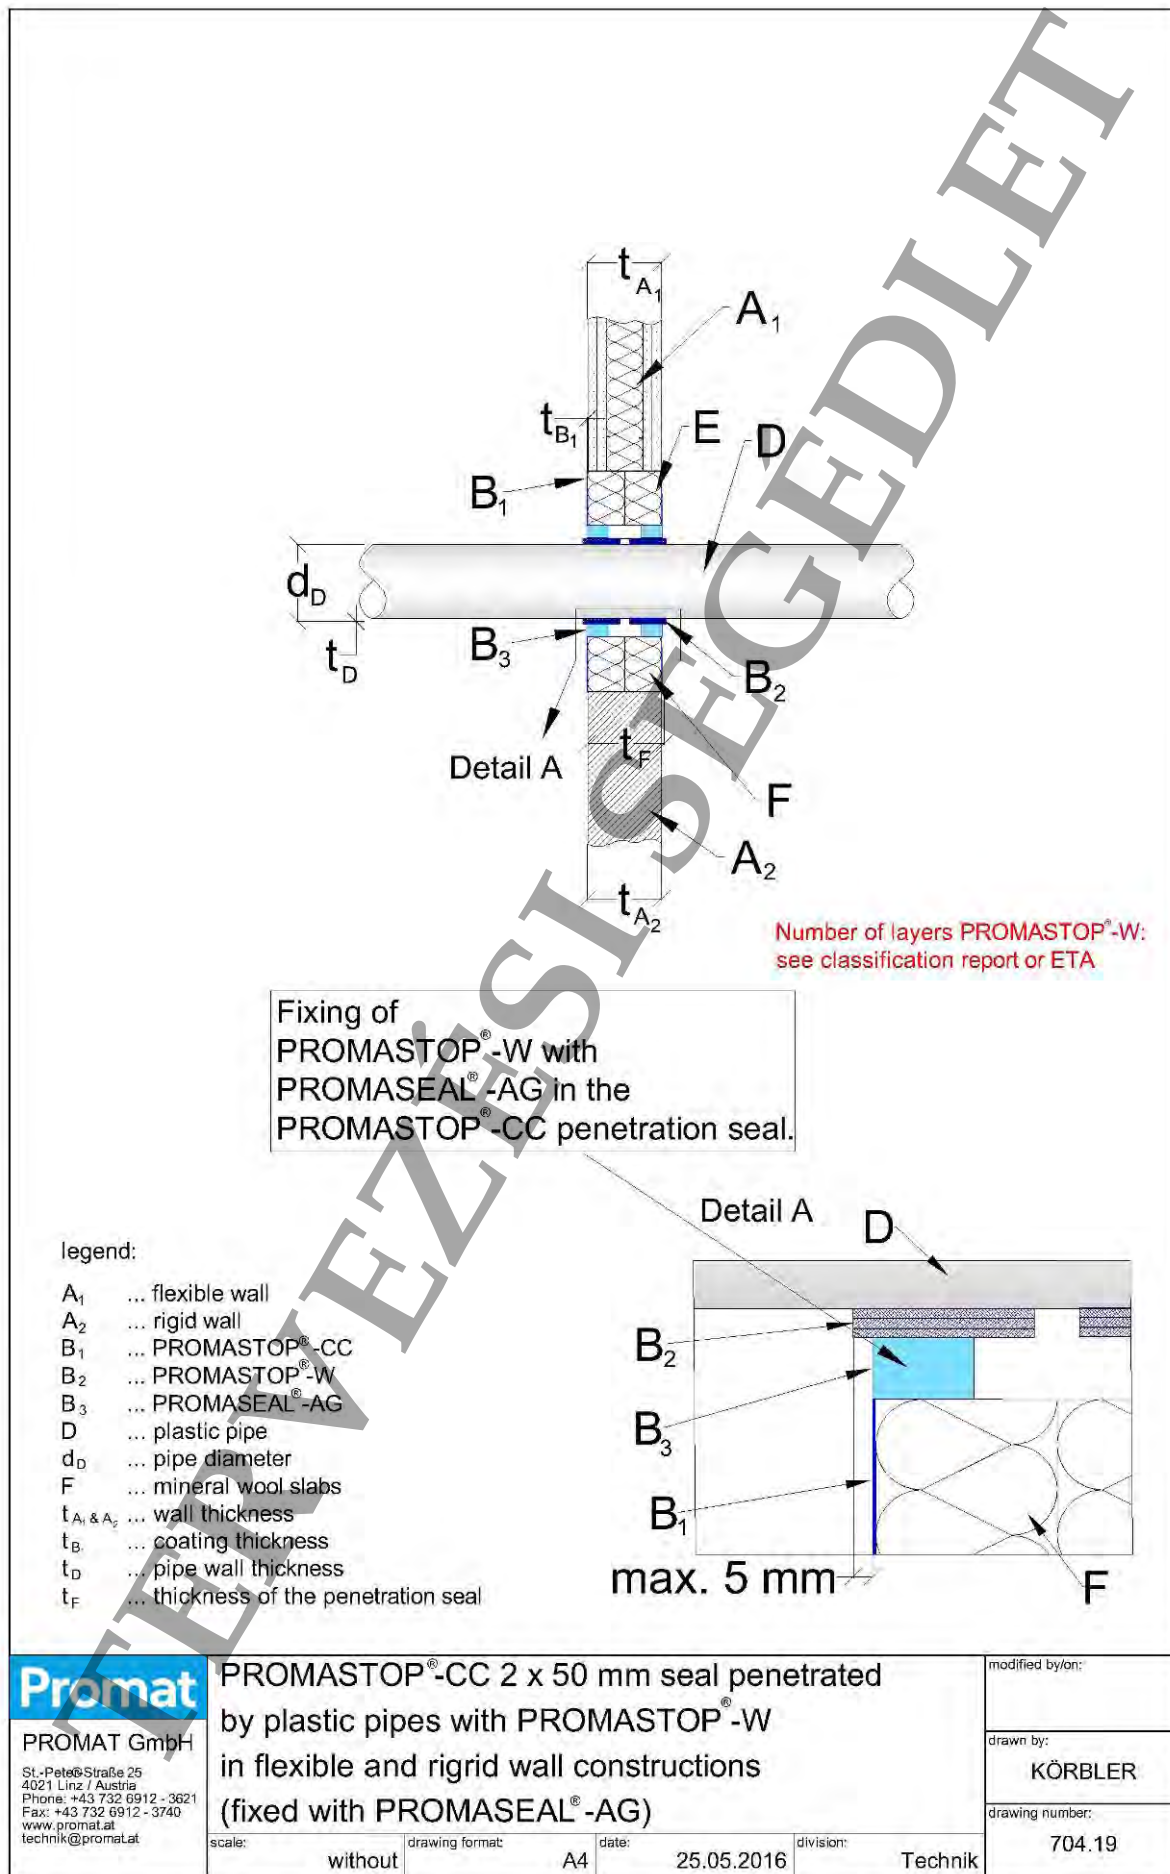 TERVEZÉSI SEGÉDLET
tA1
A1
tB1
E
D
B1
dD
tD
B3
B2
Detail A
tF
F
A2
tA2
Number of layers PROMASTOP®-W:
see classification report or ETA
Fixing of
PROMASTOP®-W with
PROMASEAL®-AG in the
PROMASTOP®-CC penetration seal.
Detail A
D
B2
B3
B1
max. 5 mm
F
legend:
A1 ... flexible wall
A2 ... rigid wall
B1 ... PROMASTOP®-CC
B2 ... PROMASTOP®-W
B3 ... PROMASEAL®-AG
D ... plastic pipe
dD ... pipe diameter
F ... mineral wool slabs
tA1 & A2 ... wall thickness
tB ... coating thickness
tD ... pipe wall thickness
tF ... thickness of the penetration seal
Promat
PROMAT GmbH
St.-Peter-Straße 25
4021 Linz / Austria
Phone: +43 732 6912 - 3621
Fax: +43 732 6912 - 3740
www.promat.at
technik@promat.at
PROMASTOP®-CC 2 x 50 mm seal penetrated
by plastic pipes with PROMASTOP®-W
in flexible and rigrid wall constructions
(fixed with PROMASEAL®-AG)
scale:
without
drawing format:
A4
date:
25.05.2016
division:
Technik
modified by/on:
drawn by:
KÖRBLER
drawing number:
704.19